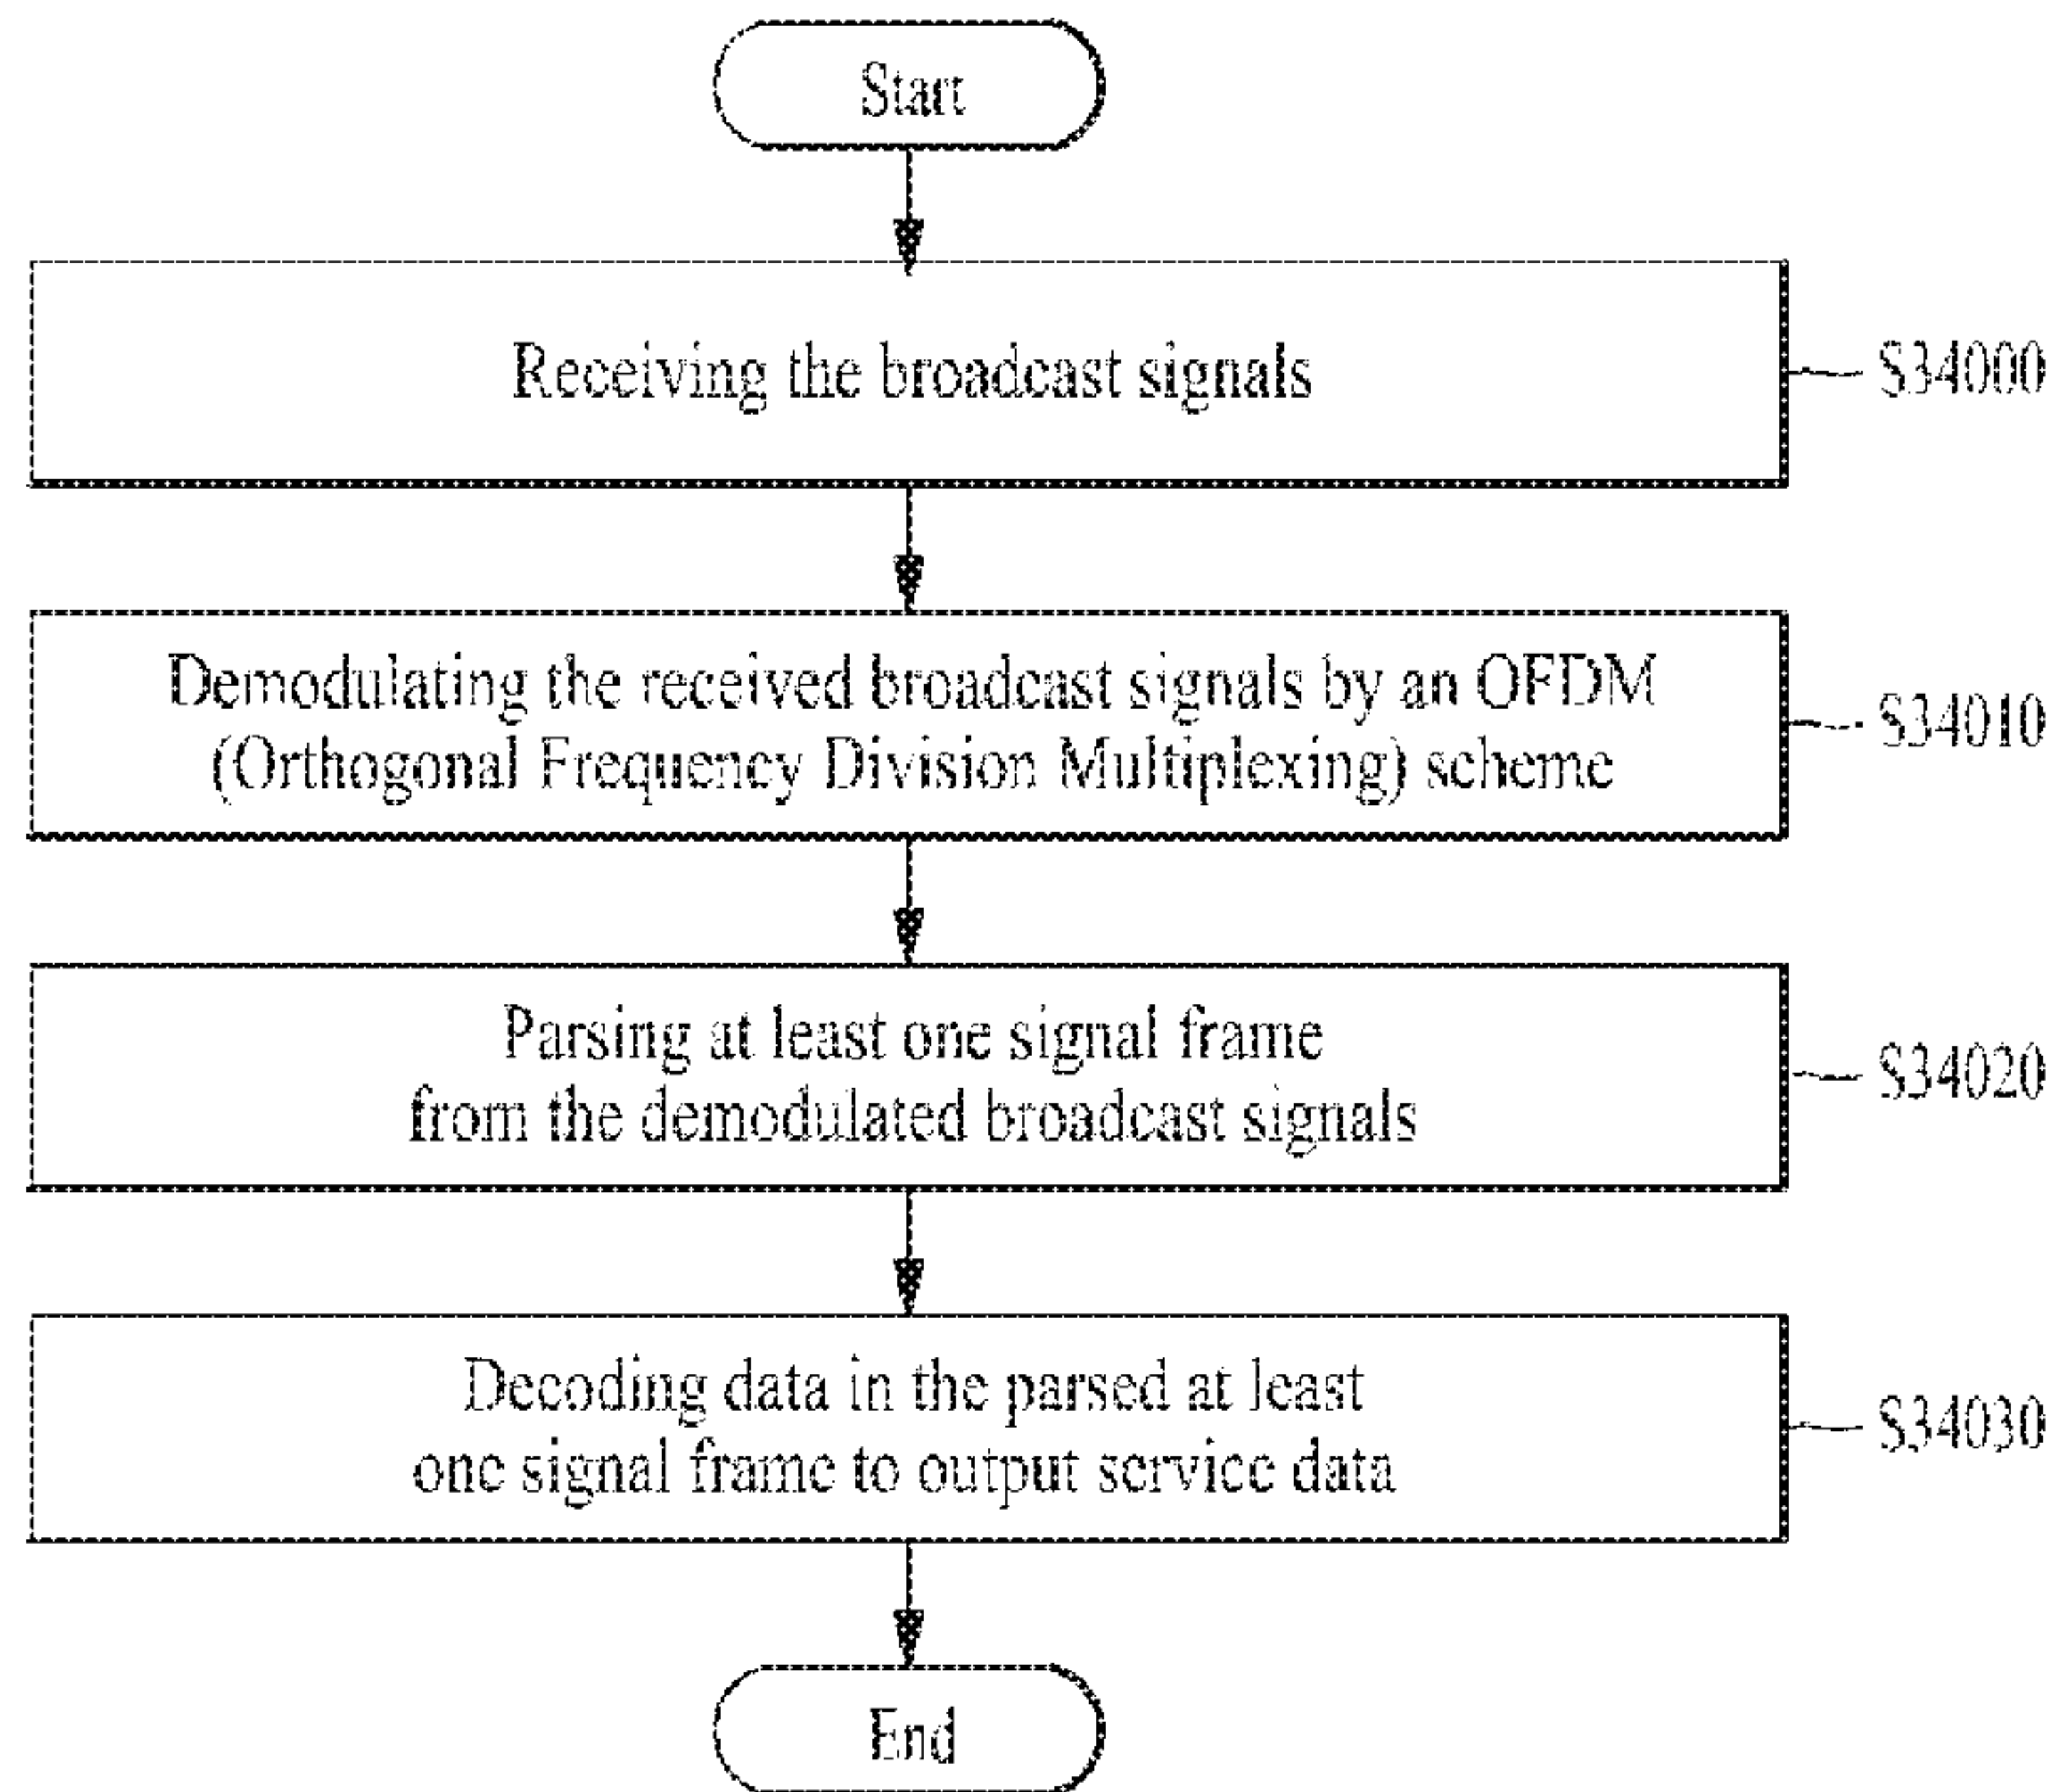 Start
Receiving the broadcast signals
S34000
Demodulating the received broadcast signals by an OFDM
(Orthogonal Frequency Division Multiplexing) scheme
S34010
Parsing at least one signal frame
from the demodulated broadcast signals
S34020
Decoding data in the parsed at least
one signal frame to output service data
S34030
End